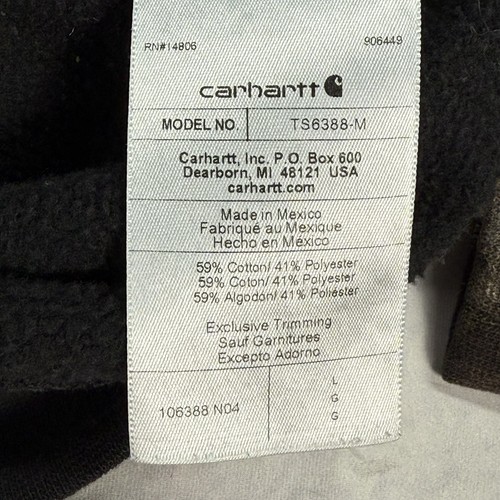 RN#14806 906449
carhartt
MODEL NO. TS6388-M
Carhartt, Inc. P.O. Box 600
Dearborn, MI 48121 USA
carhartt.com
Made in Mexico
Fabriqué au Mexique
Hecho en México
59% Cotton/ 41% Polyester
59% Coton/ 41% Polyester
59% Algodón/ 41% Poliéster
Exclusive Trimming
Sauf Garnitures
Excepto Adorno
106388 N04
L
G
G